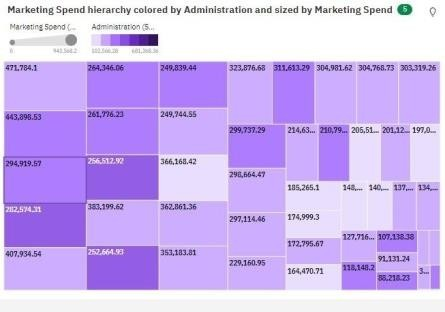 Marketing Spend hierarchy colored by Administration and sized by Marketing Spend 5
Marketing Spend (... Administration (S...
0 943,568.2 102,566.28 681,368.36
471,784.1 264,346.06 249,839.44 323,876.68 311,613.29 304,981.62 304,768.73 303,319.26
443,898.53 261,776.23 249,744.55 299,737.29 214,63... 210,79... 205,51... 201,12... 197,0...
294,919.57 256,512.92 366,168.42 298,664.47 185,265.1 148,... 140,... 137,... 134,...
282,574.31 383,199.62 362,861.36 297,114.46 174,999.3
172,795.67 127,716... 107,138.38
407,934.54 252,664.93 353,183.81 229,160.95 91,131.24
164,470.71 118,148.2 88,218.23 3...